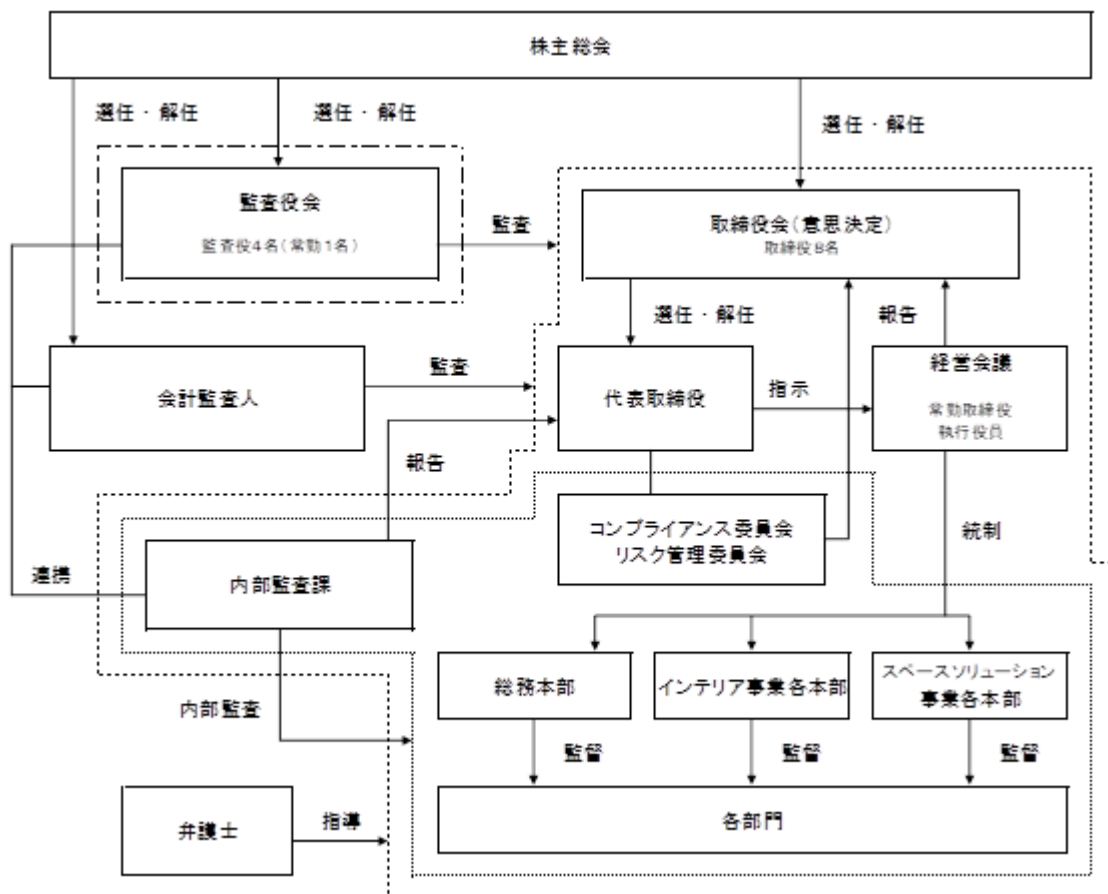 株主総会
選任・解任
選任・解任
選任・解任
監査役会
監査役4名(常勤1名)
監査
取締役会(意思決定)
取締役8名
選任・解任
報告
会計監査人
監査
代表取締役
指示
経営会議
常勤取締役
執行役員
報告
コンプライアンス委員会
リスク管理委員会
統制
連携
内部監査課
総務本部
インテリア事業各本部
スペースソリューション
事業各本部
内部監査
監督
監督
監督
弁護士
指導
各部門